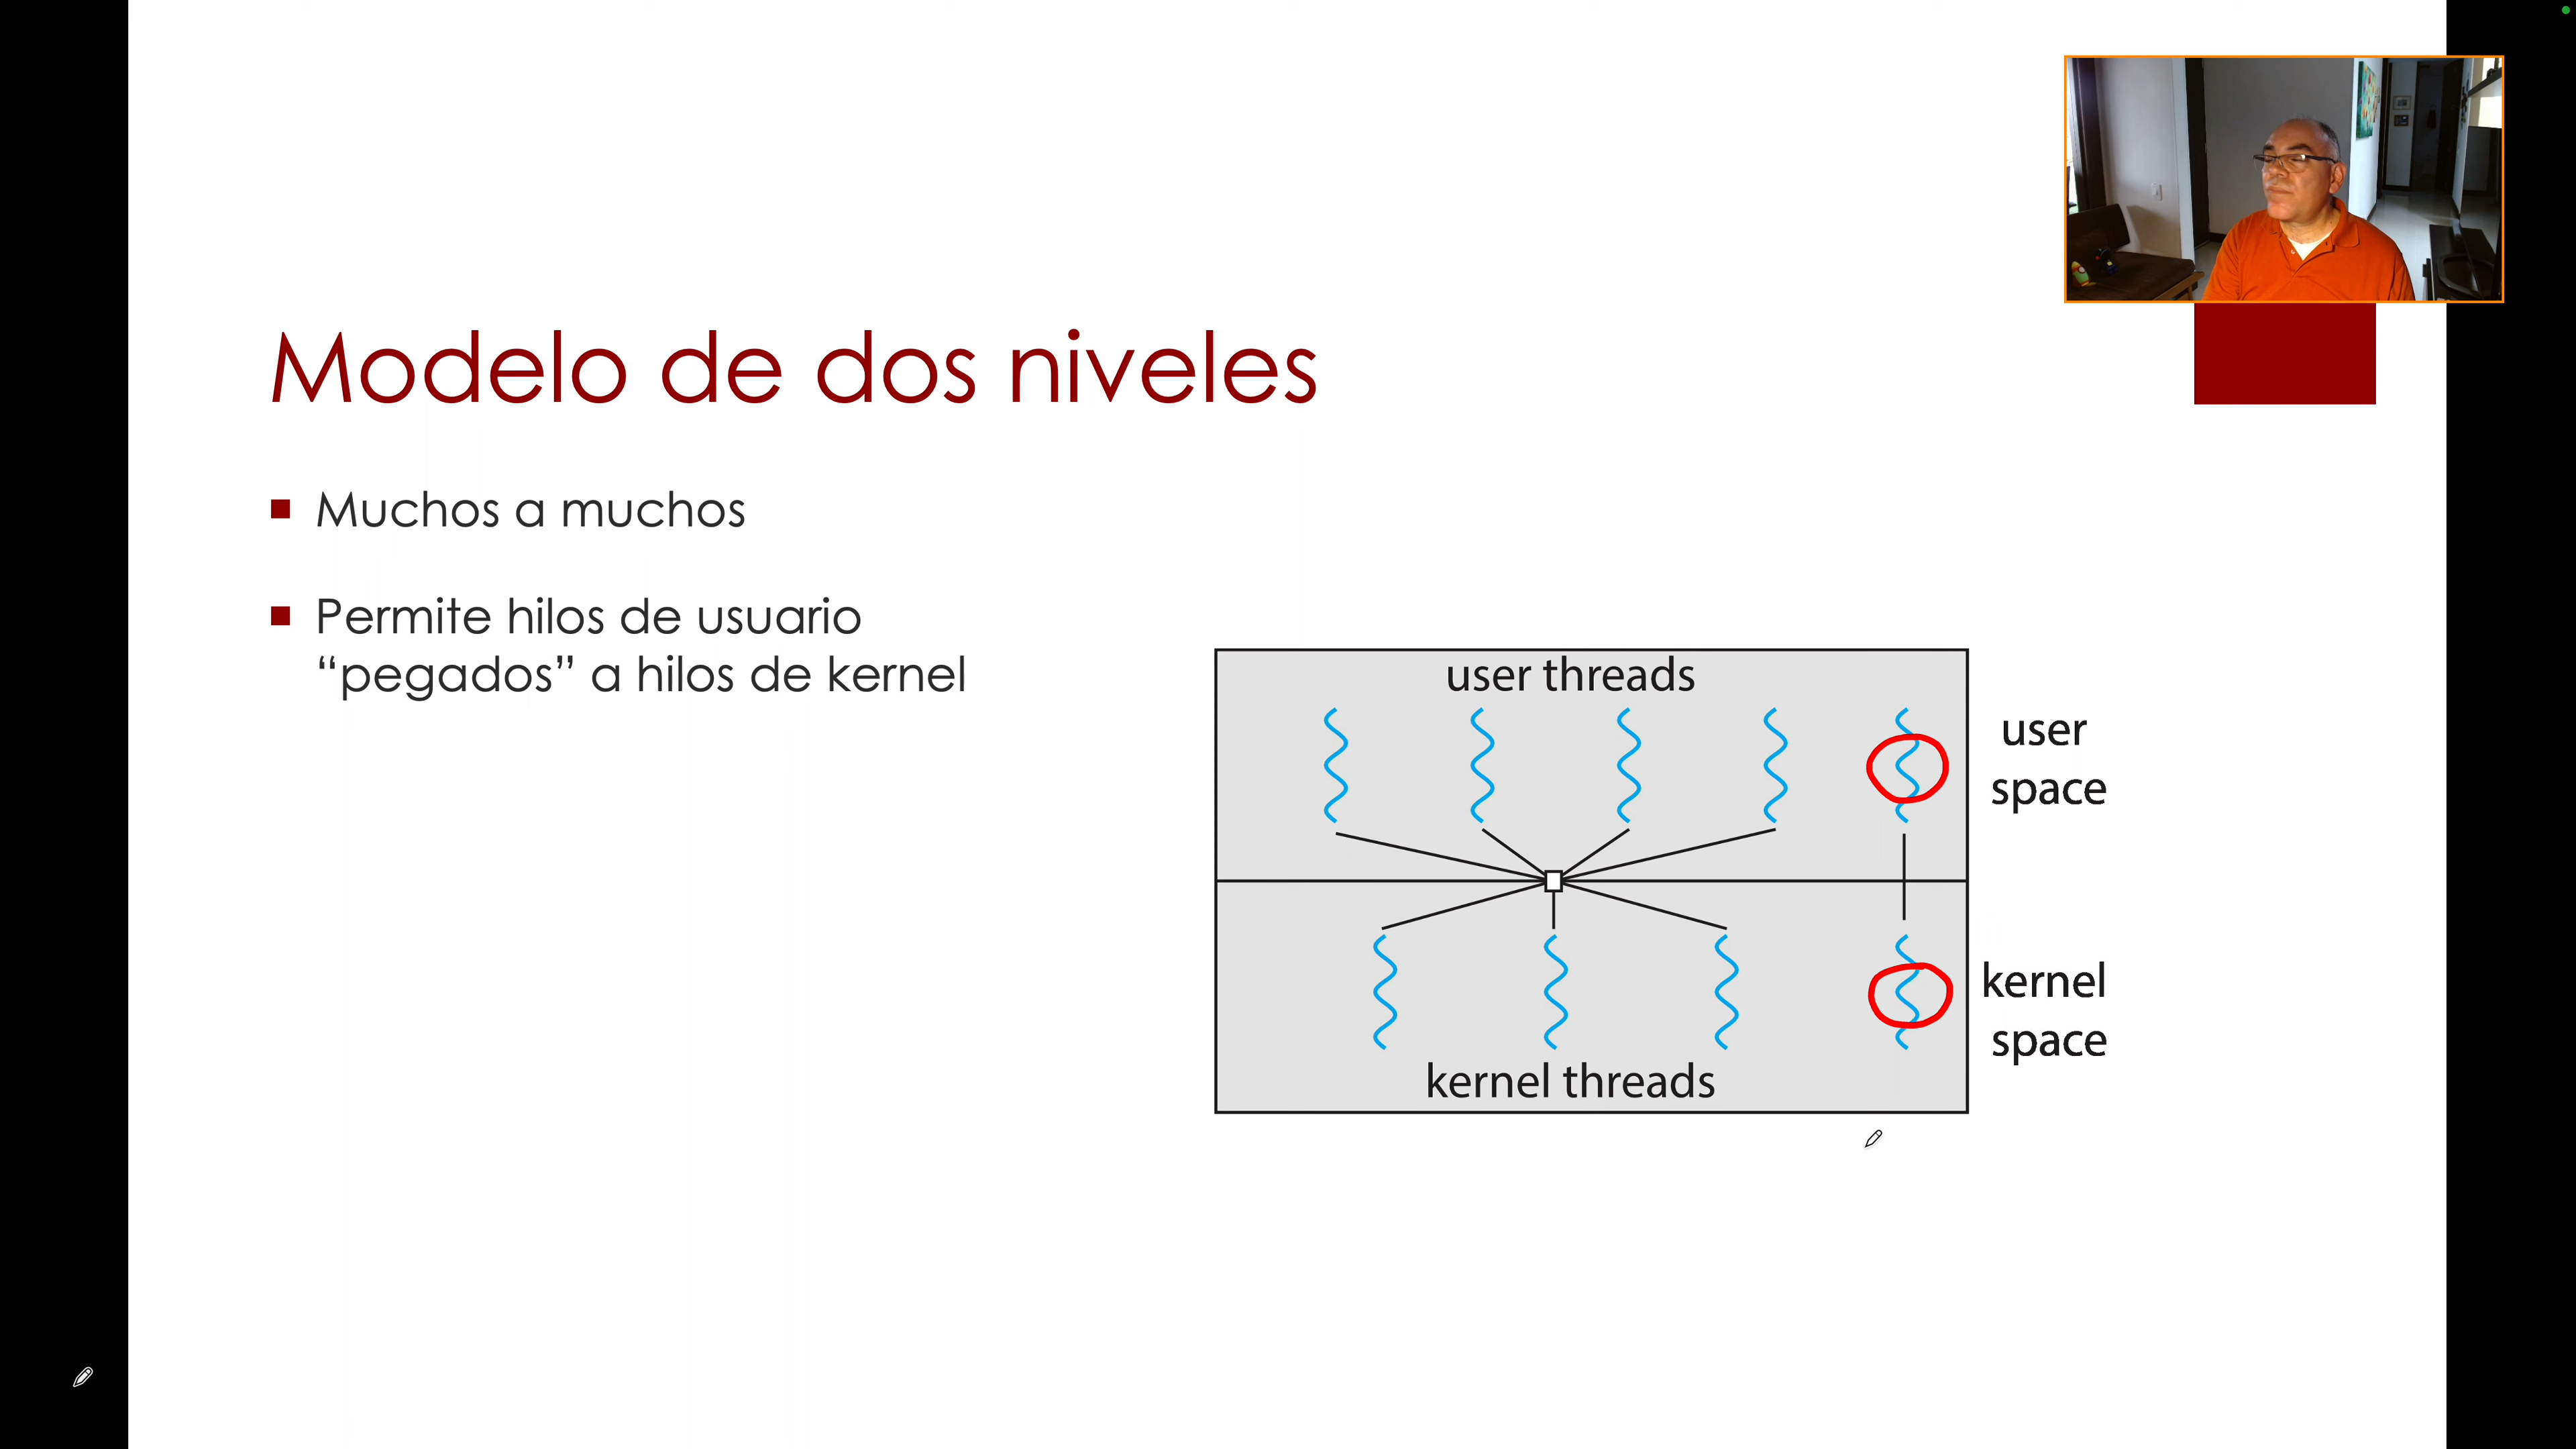 Modelo de dos niveles
Muchos a muchos
Permite hilos de usuario
“pegados” a hilos de kernel
user threads
user
space
kernel
space
kernel threads